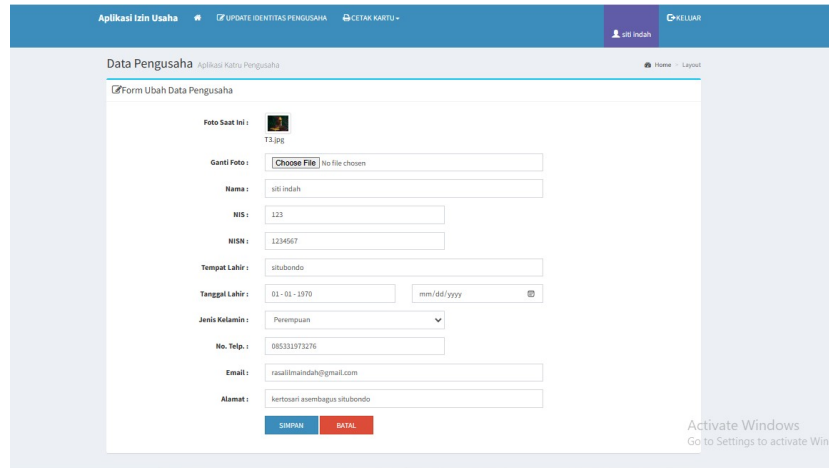 Aplikasi Izin Usaha UPDATE IDENTITAS PENGUSAHA CETAK KARTU KELUAR
siti indah
Data Pengusaha Aplikasi Katru Pengusaha Home > Layout
Form Ubah Data Pengusaha
Foto Saat Ini :
T3.jpg
Ganti Foto : Choose File No file chosen
Nama : siti indah
NIS : 123
NISN : 1234567
Tempat Lahir : situbondo
Tanggal Lahir : 01 - 01 - 1970 mm/dd/yyyy
Jenis Kelamin : Perempuan
No. Telp. : 085331973276
Email : rasalilmaindah@gmail.com
Alamat : kertosari asembagus situbondo
SIMPAN BATAL
Activate Windows
Go to Settings to activate Win